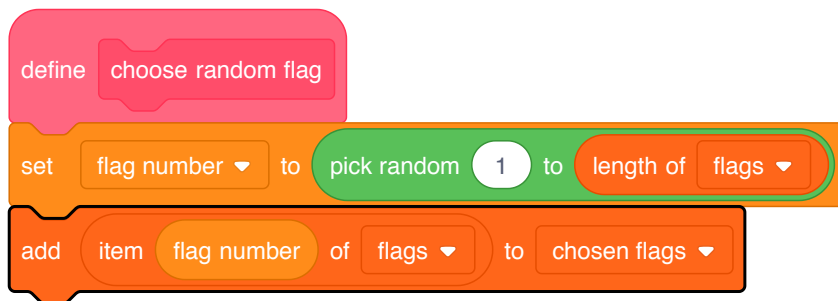 define choose random flag
set flag number to pick random 1 to length of flags
add item flag number of flags to chosen flags